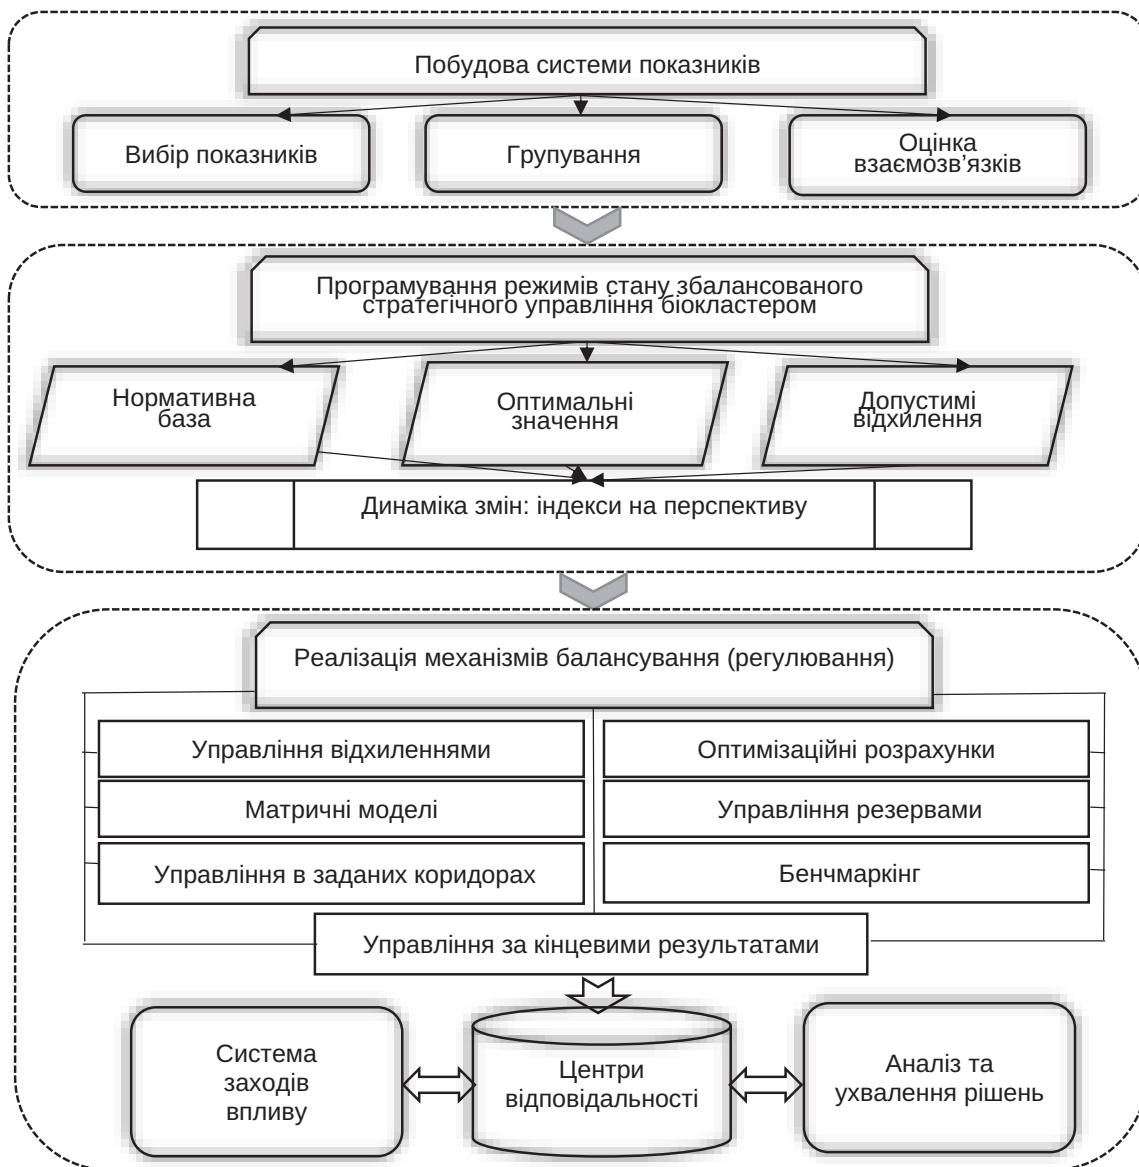 Побудова системи показників
Вибір показників
Групування
Оцінка
взаємозв’язків
Програмування режимів стану збалансованого
стратегічного управління біокластером
Нормативна
база
Оптимальні
значення
Допустимі
відхилення
Динаміка змін: індекси на перспективу
Реалізація механізмів балансування (регулювання)
Управління відхиленнями
Оптимізаційні розрахунки
Матричні моделі
Управління резервами
Управління в заданих коридорах
Бенчмаркінг
Управління за кінцевими результатами
Система
заходів
впливу
Центри
відповідальності
Аналіз та
ухвалення рішень